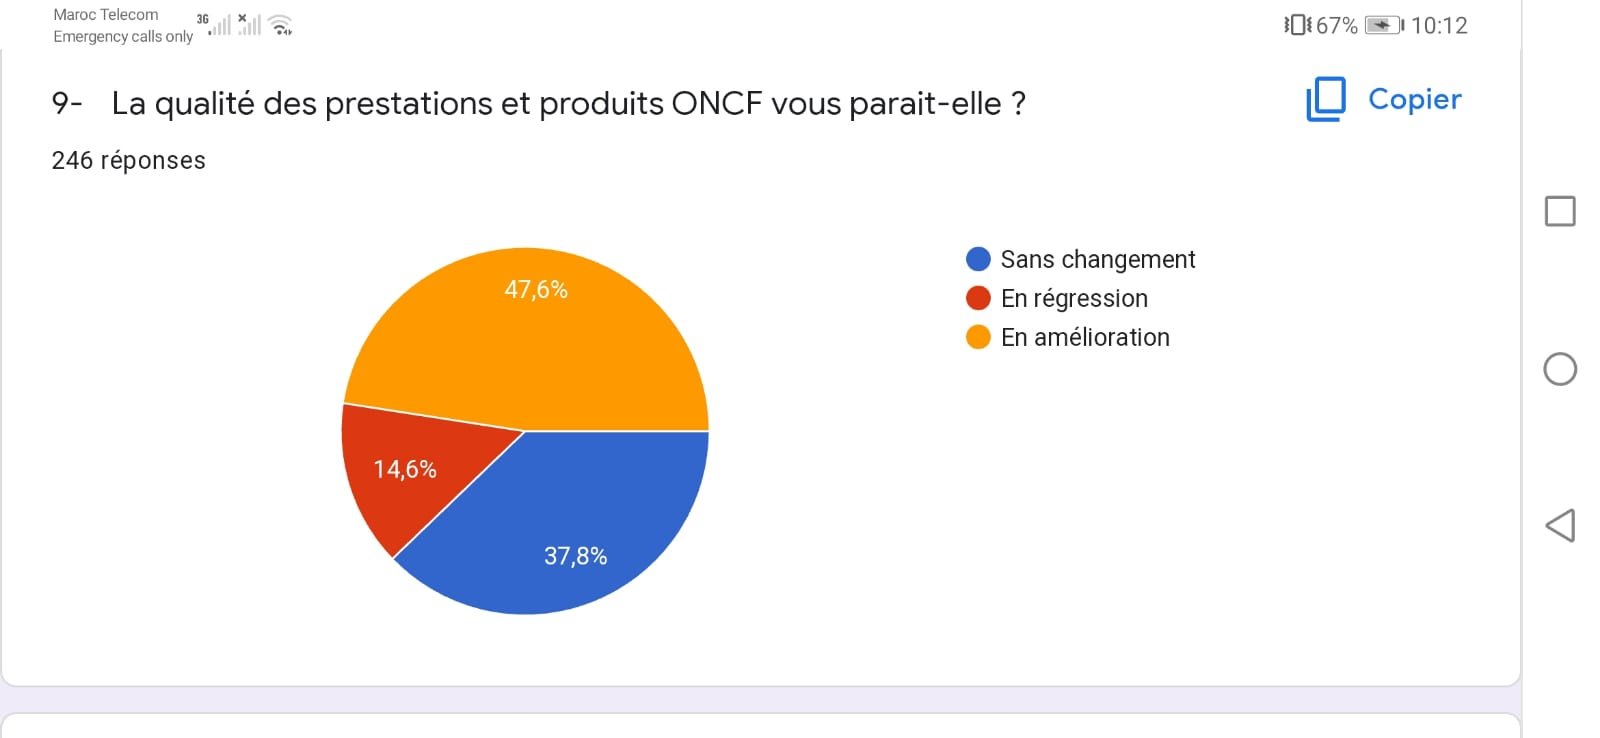 Maroc Telecom
Emergency calls only
3G
67%
10:12
9- La qualité des prestations et produits ONCF vous parait-elle ?
Copier
246 réponses
47,6%
14,6%
37,8%
Sans changement
En régression
En amélioration